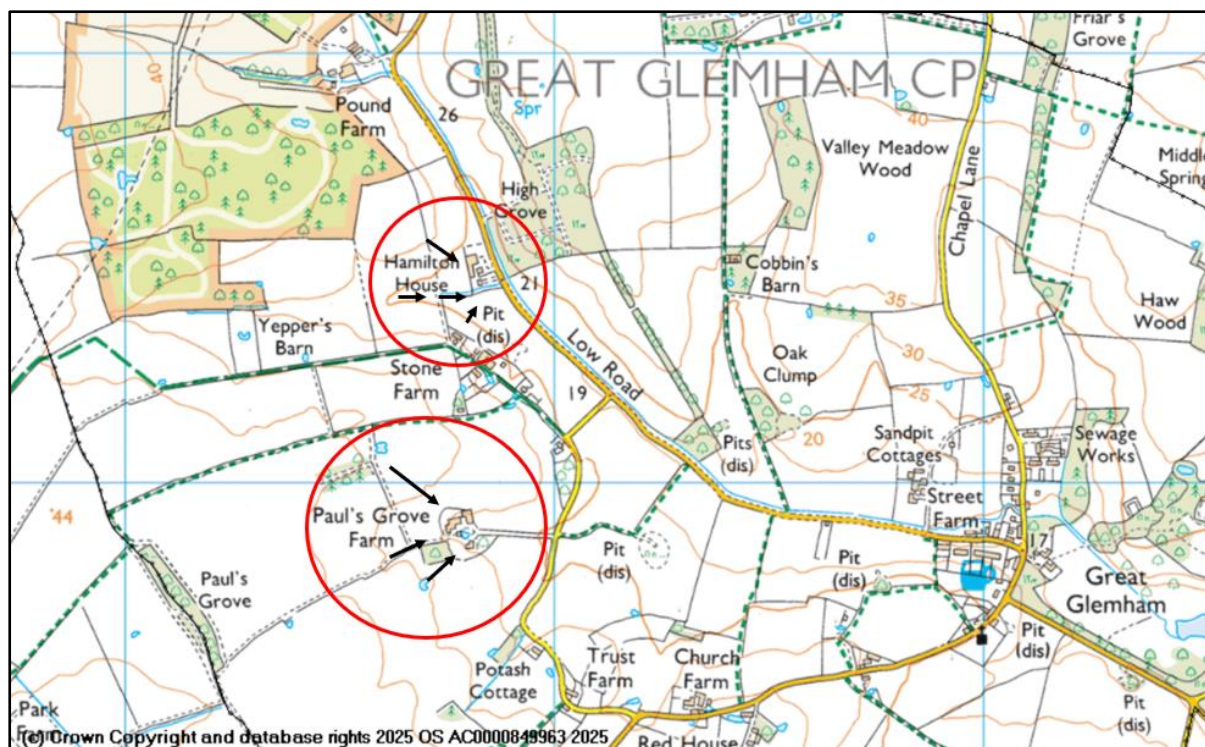 Friar's
Grove
40
Pound
Farm
26
GREAT GLEMHAM CP
Spr
40
Valley Meadow
Wood
Chapel Lane
Middle
Spring
High
Grove
Hamilton
House
21
Pit
(dis)
Cobbin's
Barn
35
Haw
Wood
Yepper's
Barn
Low Road
Oak
Clump
30
25
Stone
Farm
19
20
Pits
(dis)
Sandpit
Cottages
Sewage
Works
44
Paul's Grove
Farm
Street
Farm
17
Pit
(dis)
Pit
(dis)
Great
Glemham
Paul's
Grove
Pit
(dis)
Potash
Cottage
Trust
Farm
Church
Farm
Pit
(dis)
Park
Red House
(c) Crown Copyright and database rights 2025 OS AC0000849963 2025